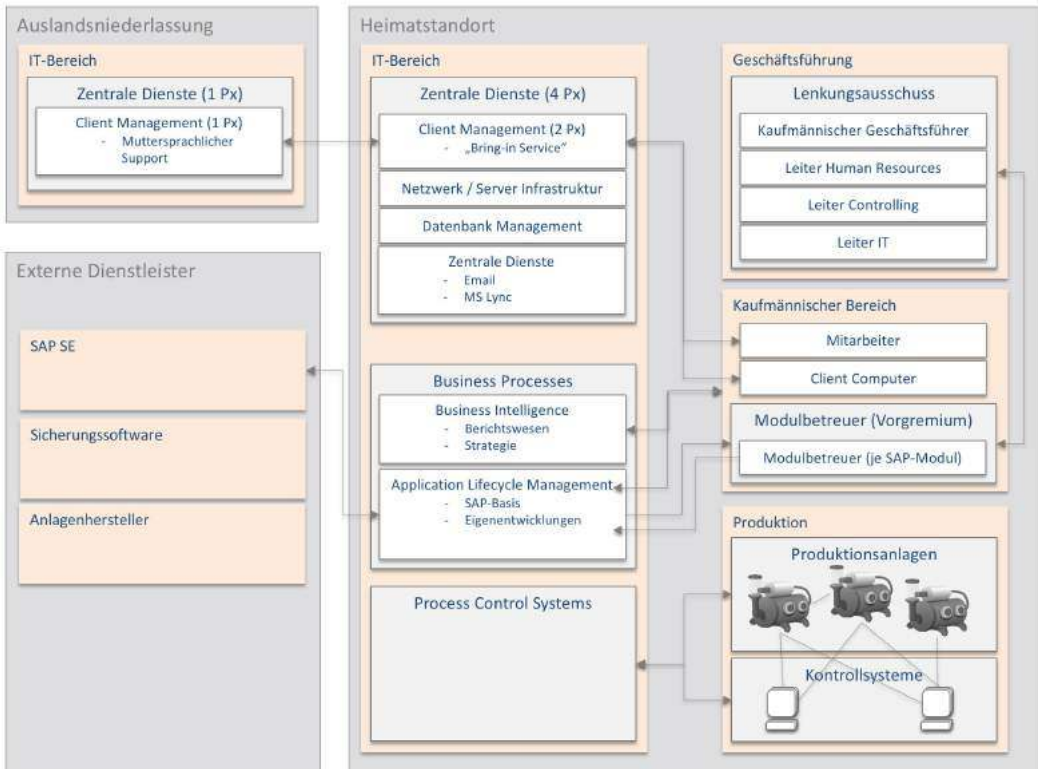 Auslandsniederlassung
IT-Bereich
Zentrale Dienste (1 Px)
Client Management (1 Px)
- Muttersprachlicher
Support
Externe Dienstleister
SAP SE
Sicherungssoftware
Anlagenhersteller
Heimatstandort
IT-Bereich
Zentrale Dienste (4 Px)
Client Management (2 Px)
- „Bring-in Service“
Netzwerk / Server Infrastruktur
Datenbank Management
Zentrale Dienste
- Email
- MS Lync
Business Processes
Business Intelligence
- Berichtswesen
- Strategie
Application Lifecycle Management
- SAP-Basis
- Eigenentwicklungen
Process Control Systems
Geschäftsführung
Lenkungsausschuss
Kaufmännischer Geschäftsführer
Leiter Human Resources
Leiter Controlling
Leiter IT
Kaufmännischer Bereich
Mitarbeiter
Client Computer
Modulbetreuer (Vorgremium)
Modulbetreuer (je SAP-Modul)
Produktion
Produktionsanlagen
Kontrollsysteme